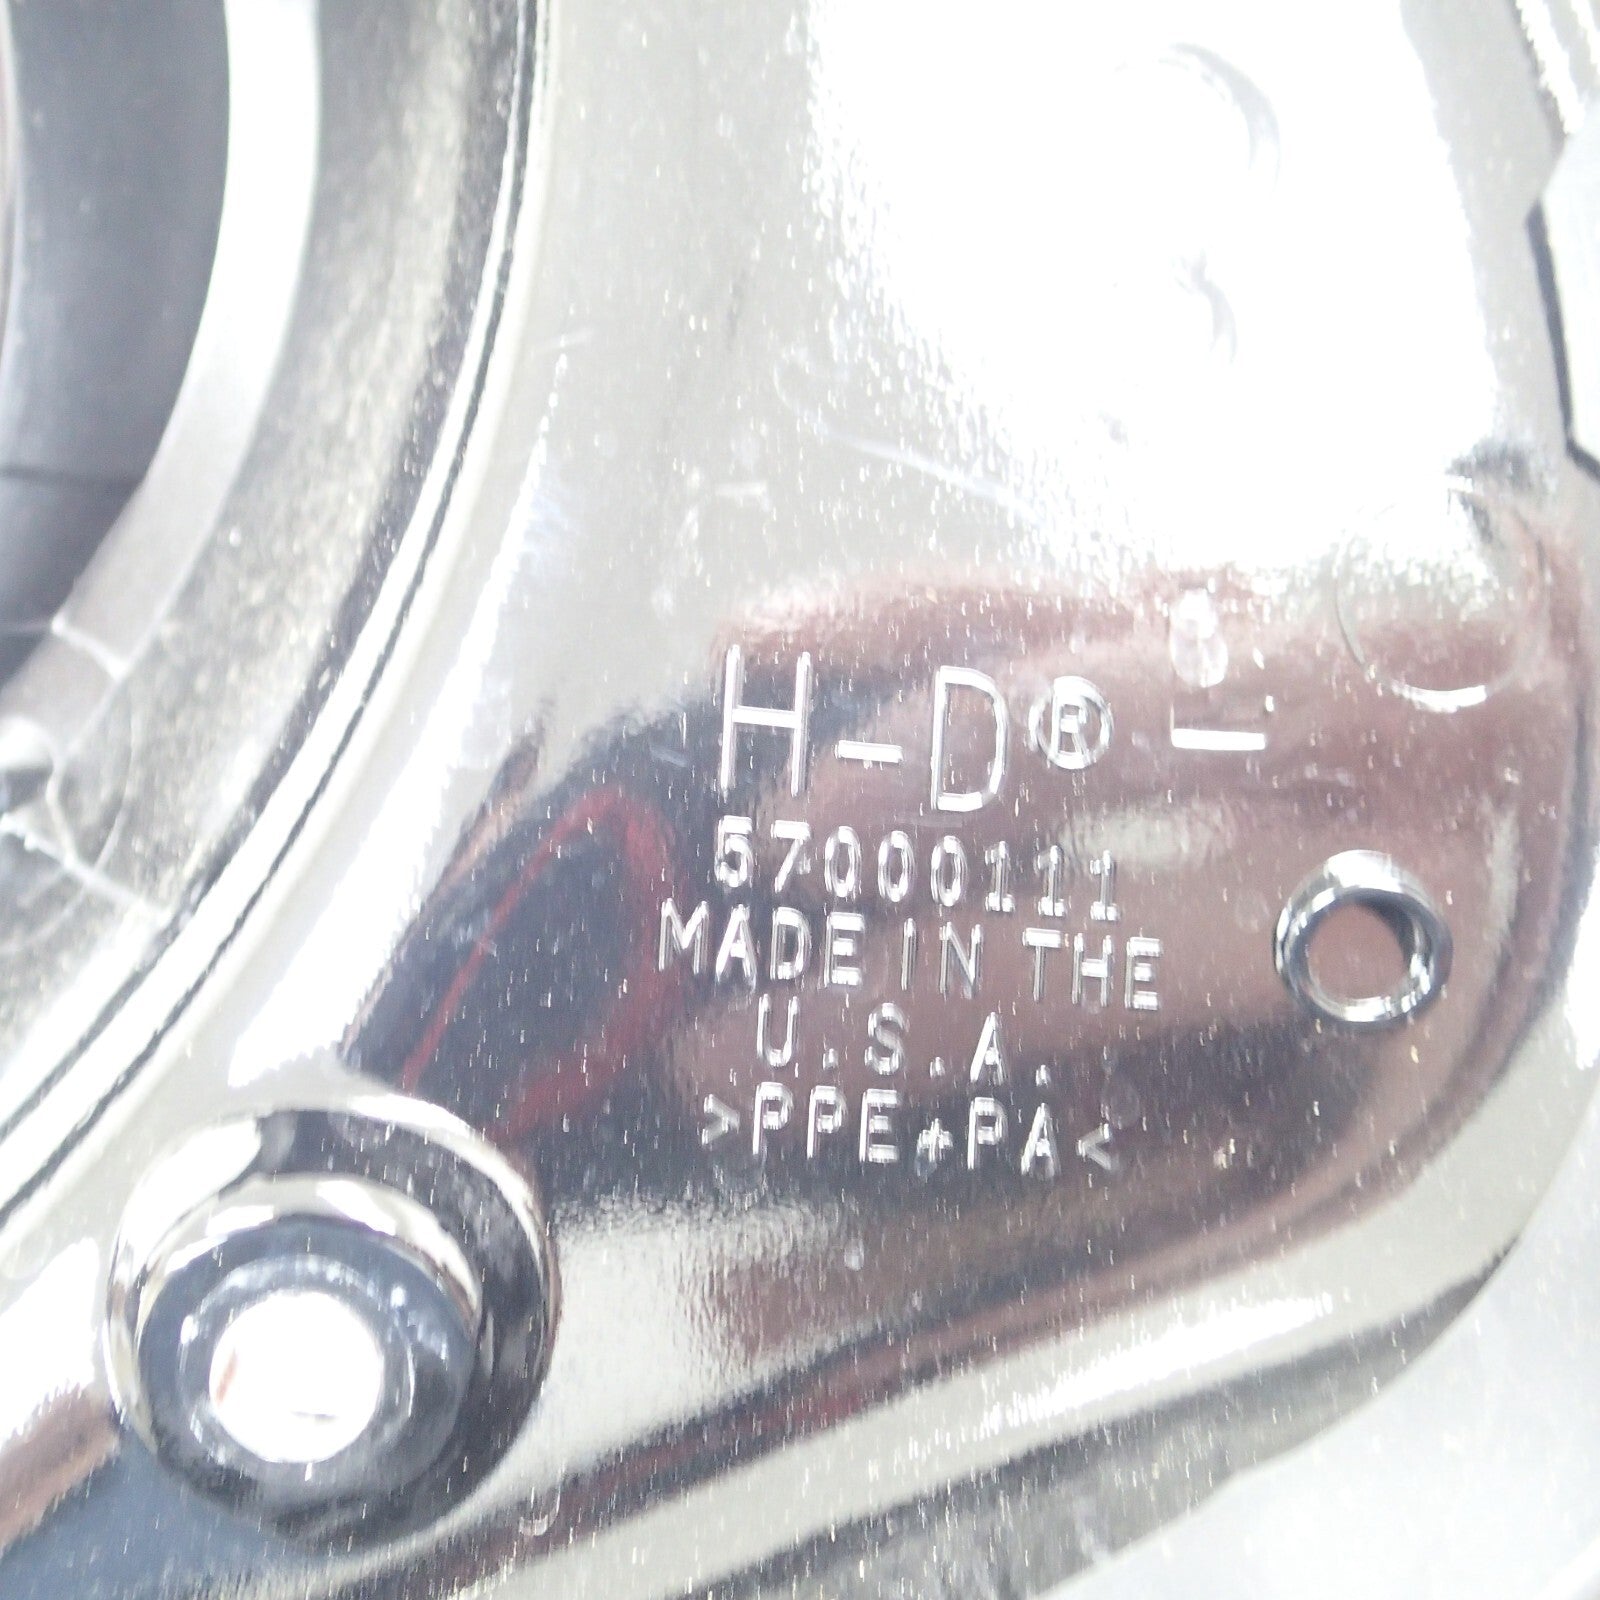 H-D® L
57000111
MADE IN THE
U.S.A.
>PPE+PA<